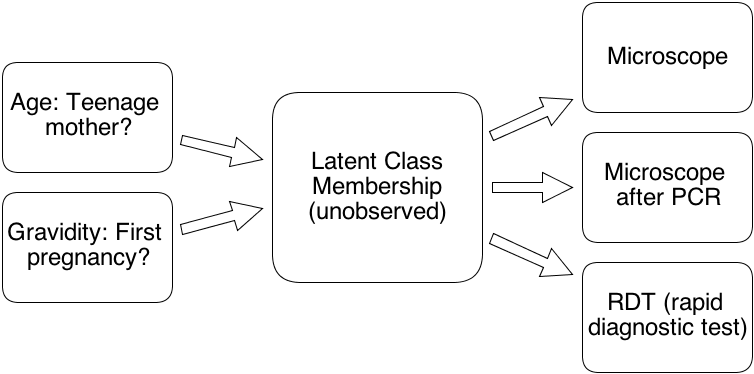 Age: Teenage
mother?
Gravidity: First
pregnancy?
Latent Class
Membership
(unobserved)
Microscope
Microscope
after PCR
RDT (rapid
diagnostic test)